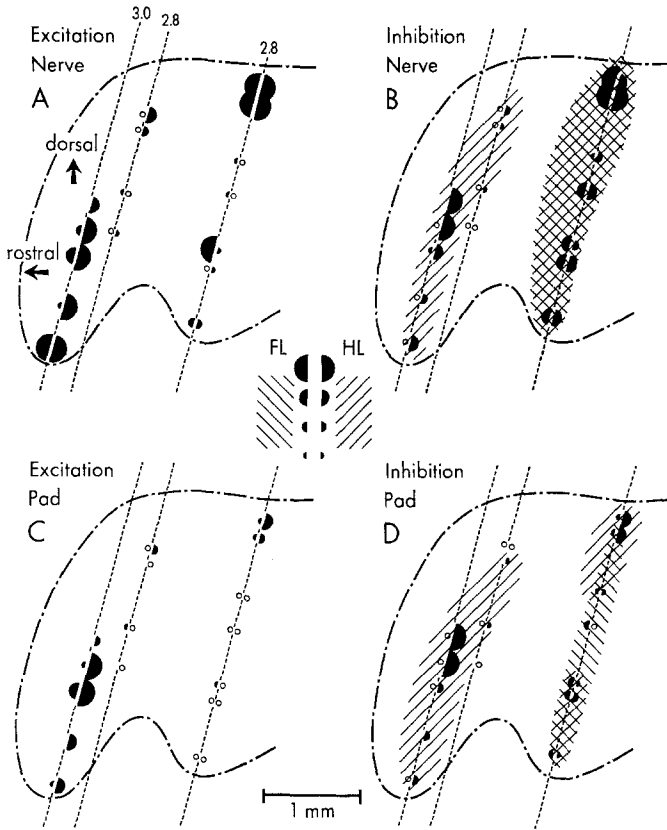 Excitation
Nerve
A
3.0
2.8
2.8
dorsal
rostral
Inhibition
Nerve
B
FL
HL
Excitation
Pad
C
Inhibition
Pad
D
1 mm